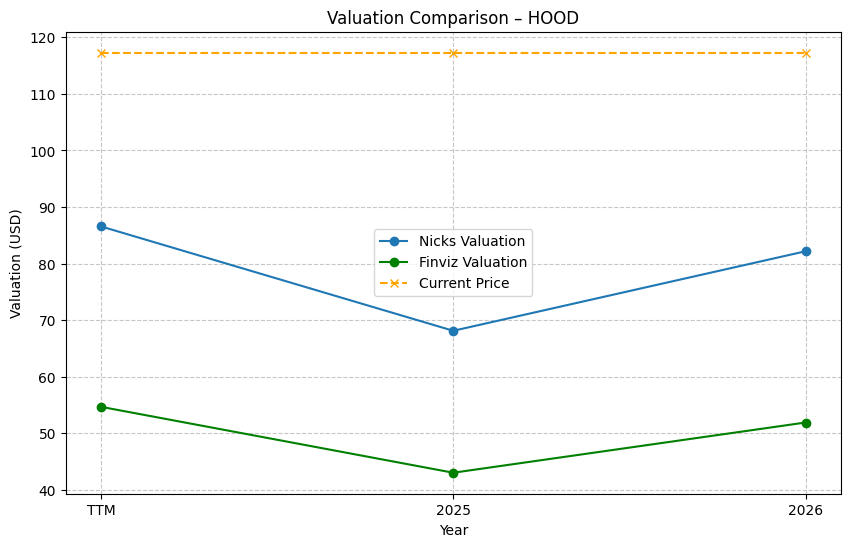 Valuation Comparison – HOOD
Valuation (USD)
120
110
100
90
80
70
60
50
40
Nicks Valuation
Finviz Valuation
Current Price
TTM
2025
2026
Year